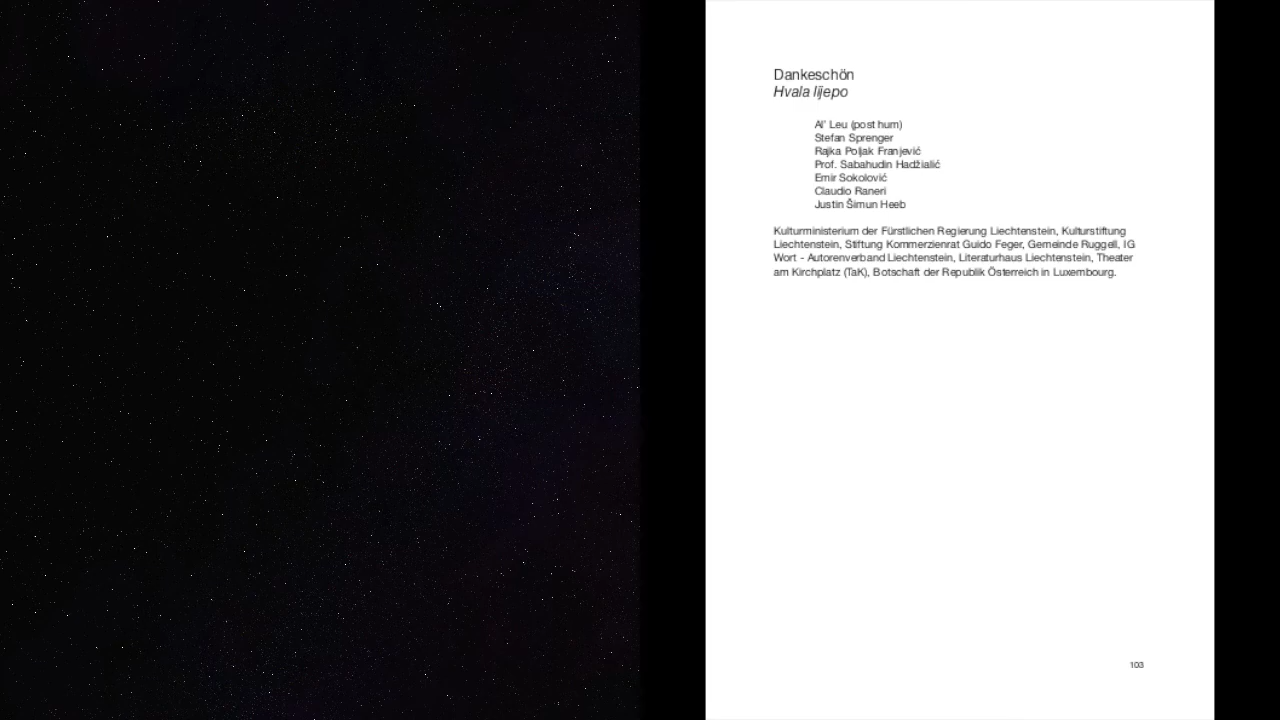 Dankeschön
Hvala lijepo
Al' Leu (post hum)
Stefan Sprenger
Rajka Poljak Franjević
Prof. Sabahudin Hadžialić
Emir Sokolović
Claudio Raneri
Justin Šimun Heeb
Kulturministerium der Fürstlichen Regierung Liechtenstein, Kulturstiftung
Liechtenstein, Stiftung Kommerzienrat Guido Feger, Gemeinde Ruggell, IG
Wort - Autorenverband Liechtenstein, Literaturhaus Liechtenstein, Theater
am Kirchplatz (TaK), Botschaft der Republik Österreich in Luxembourg.
103